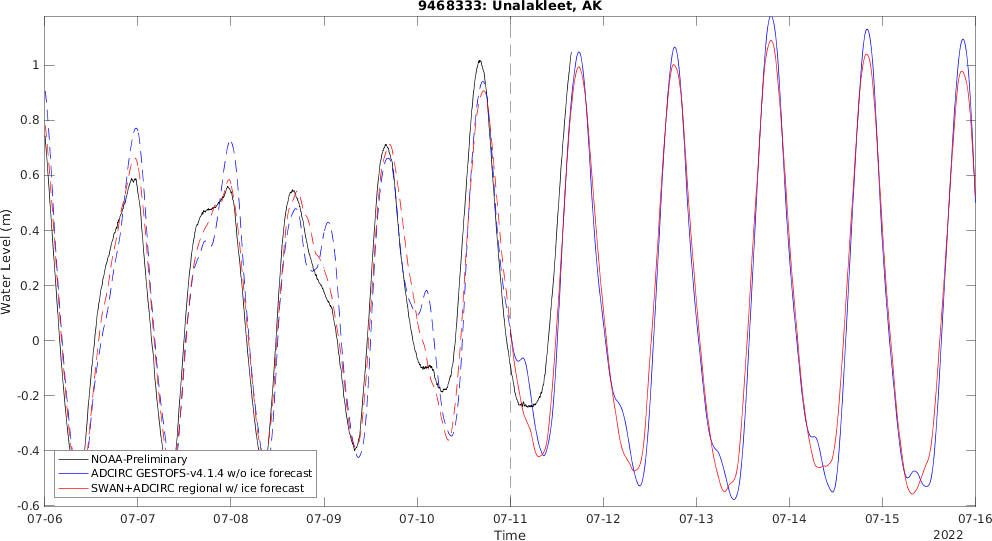 9468333: Unalakleet, AK
Water Level (m)
1
0.8
0.6
0.4
0.2
0
-0.2
-0.4
-0.6
NOAA-Preliminary
ADCIRC GESTOFS-v4.1.4 w/o ice forecast
SWAN+ADCIRC regional w/ ice forecast
07-06 07-07 07-08 07-09 07-10 07-11 07-12 07-13 07-14 07-15 07-16
Time
2022